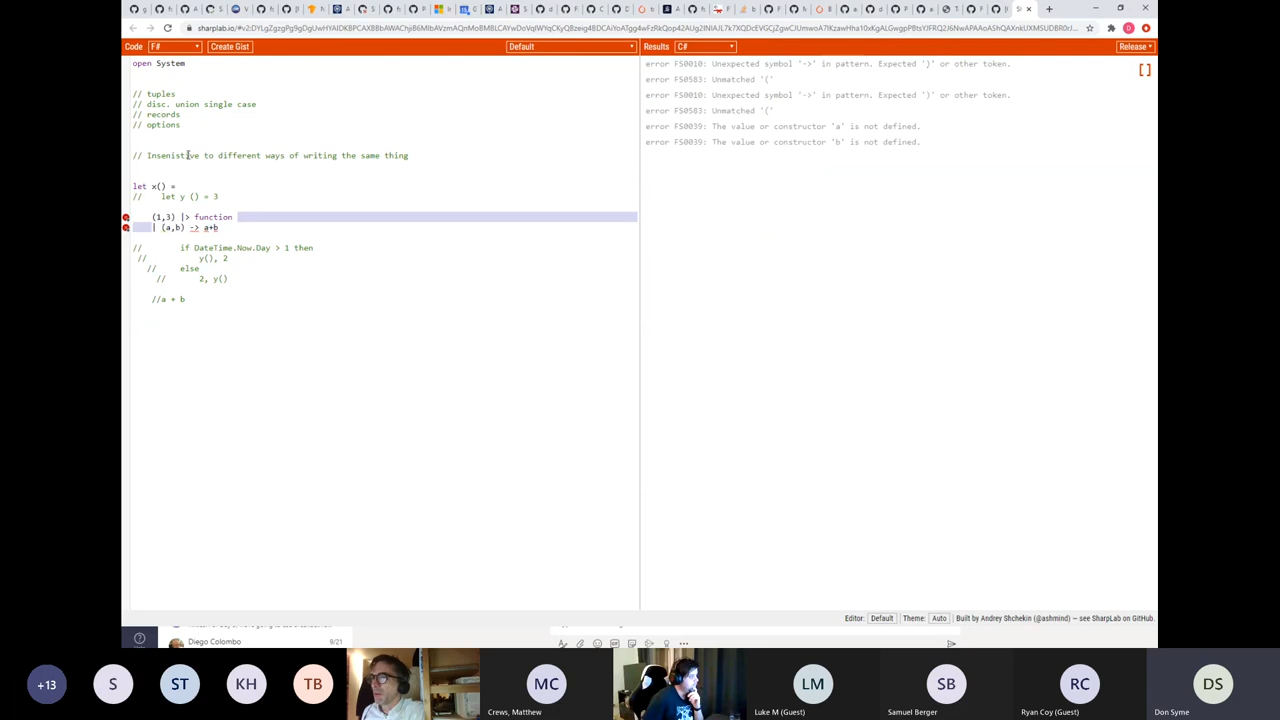 Code F# Create Gist Default Results C# Release
open System
// tuples
// disc. union single case
// records
// options
// Insenistive to different ways of writing the same thing
let x() =
// let y () = 3
(1,3) |> function
| (a,b) -> a+b
// if DateTime.Now.Day > 1 then
// y(), 2
// else
// 2, y()
//a + b
error FS0010: Unexpected symbol '->' in pattern. Expected ')' or other token.
error FS0583: Unmatched '('
error FS0010: Unexpected symbol '->' in pattern. Expected ')' or other token.
error FS0583: Unmatched '('
error FS0039: The value or constructor 'a' is not defined.
error FS0039: The value or constructor 'b' is not defined.
Editor: Default Theme: Auto Built by Andrey Shchekin (@ashmind) — see SharpLab on GitHub.
Diego Colombo 9/21
+13 S ST KH TB MC LM SB RC DS
Crews, Matthew Luke M (Guest) Samuel Berger Ryan Coy (Guest) Don Syme